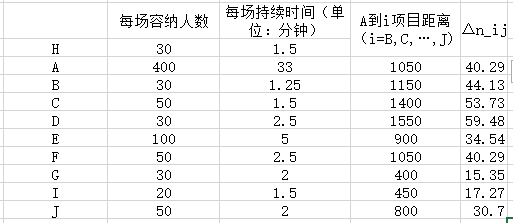 每场容纳人数 每场持续时间（单位：分钟） A到i项目距离（i=B,C,…,J) △n_ij
H 30 1.5
A 400 33 1050 40.29
B 30 1.25 1150 44.13
C 50 1.5 1400 53.73
D 30 2.5 1550 59.48
E 100 5 900 34.54
F 50 2.5 1050 40.29
G 30 2 400 15.35
I 20 1.5 450 17.27
J 50 2 800 30.7